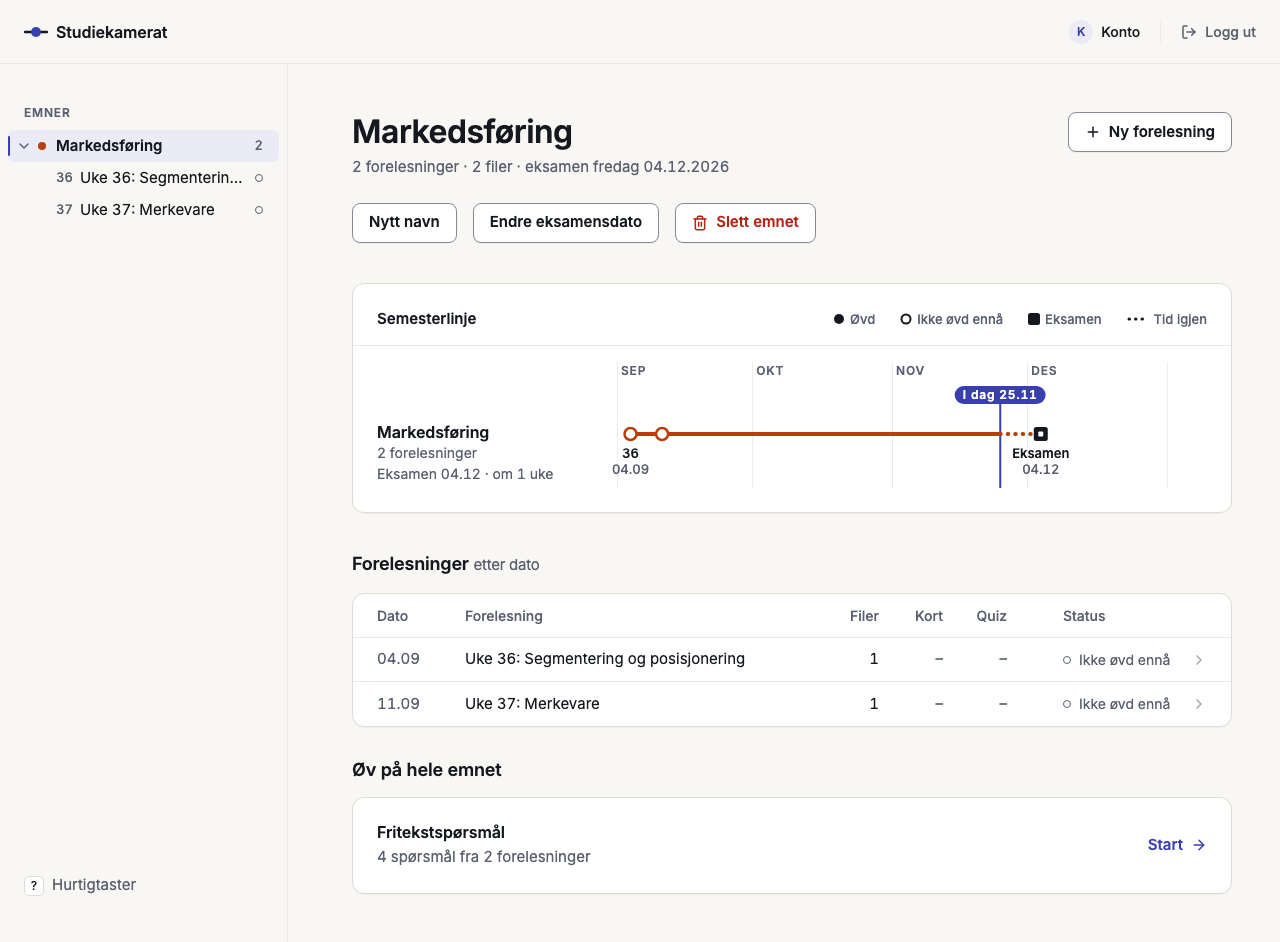 Studiekamerat
K Konto
Logg ut
EMNER
Markedsføring 2
36 Uke 36: Segmenterin...
37 Uke 37: Merkevare
? Hurtigtaster
Markedsføring
2 forelesninger · 2 filer · eksamen fredag 04.12.2026
+ Ny forelesning
Nytt navn
Endre eksamensdato
Slett emnet
Semesterlinje
Øvd
Ikke øvd ennå
Eksamen
Tid igjen
SEP OKT NOV DES
I dag 25.11
Markedsføring
2 forelesninger
Eksamen 04.12 · om 1 uke
36
04.09
Eksamen
04.12
Forelesninger etter dato
Dato Forelesning Filer Kort Quiz Status
04.09 Uke 36: Segmentering og posisjonering 1 – – Ikke øvd ennå
11.09 Uke 37: Merkevare 1 – – Ikke øvd ennå
Øv på hele emnet
Fritekstspørsmål
4 spørsmål fra 2 forelesninger
Start